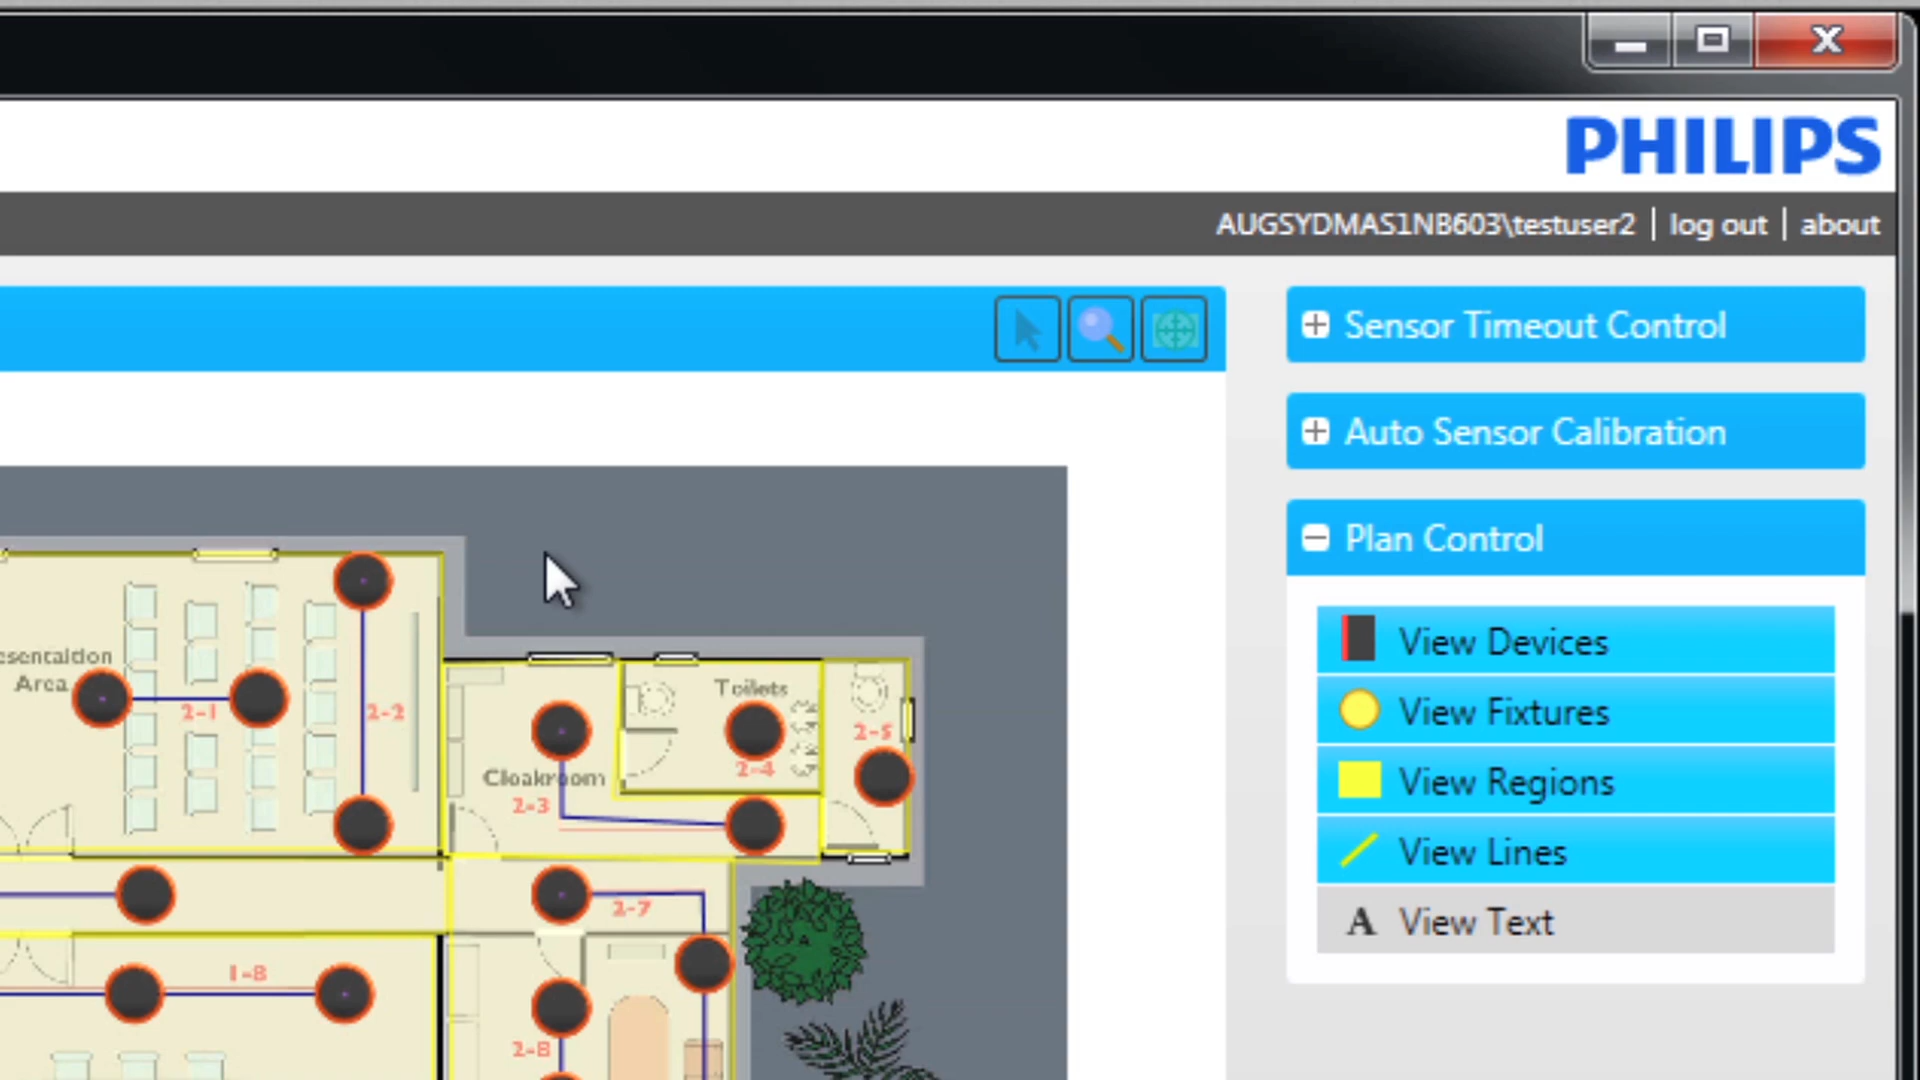 PHILIPS
AUGSYDMAS1NB603\testuser2 | log out | about
Sensor Timeout Control
Auto Sensor Calibration
Plan Control
View Devices
View Fixtures
View Regions
View Lines
A View Text
esentaidion
Area
2-1
2-2
Toilets
2-5
2-4
Cloakroom
2-3
2-7
1-8
2-8